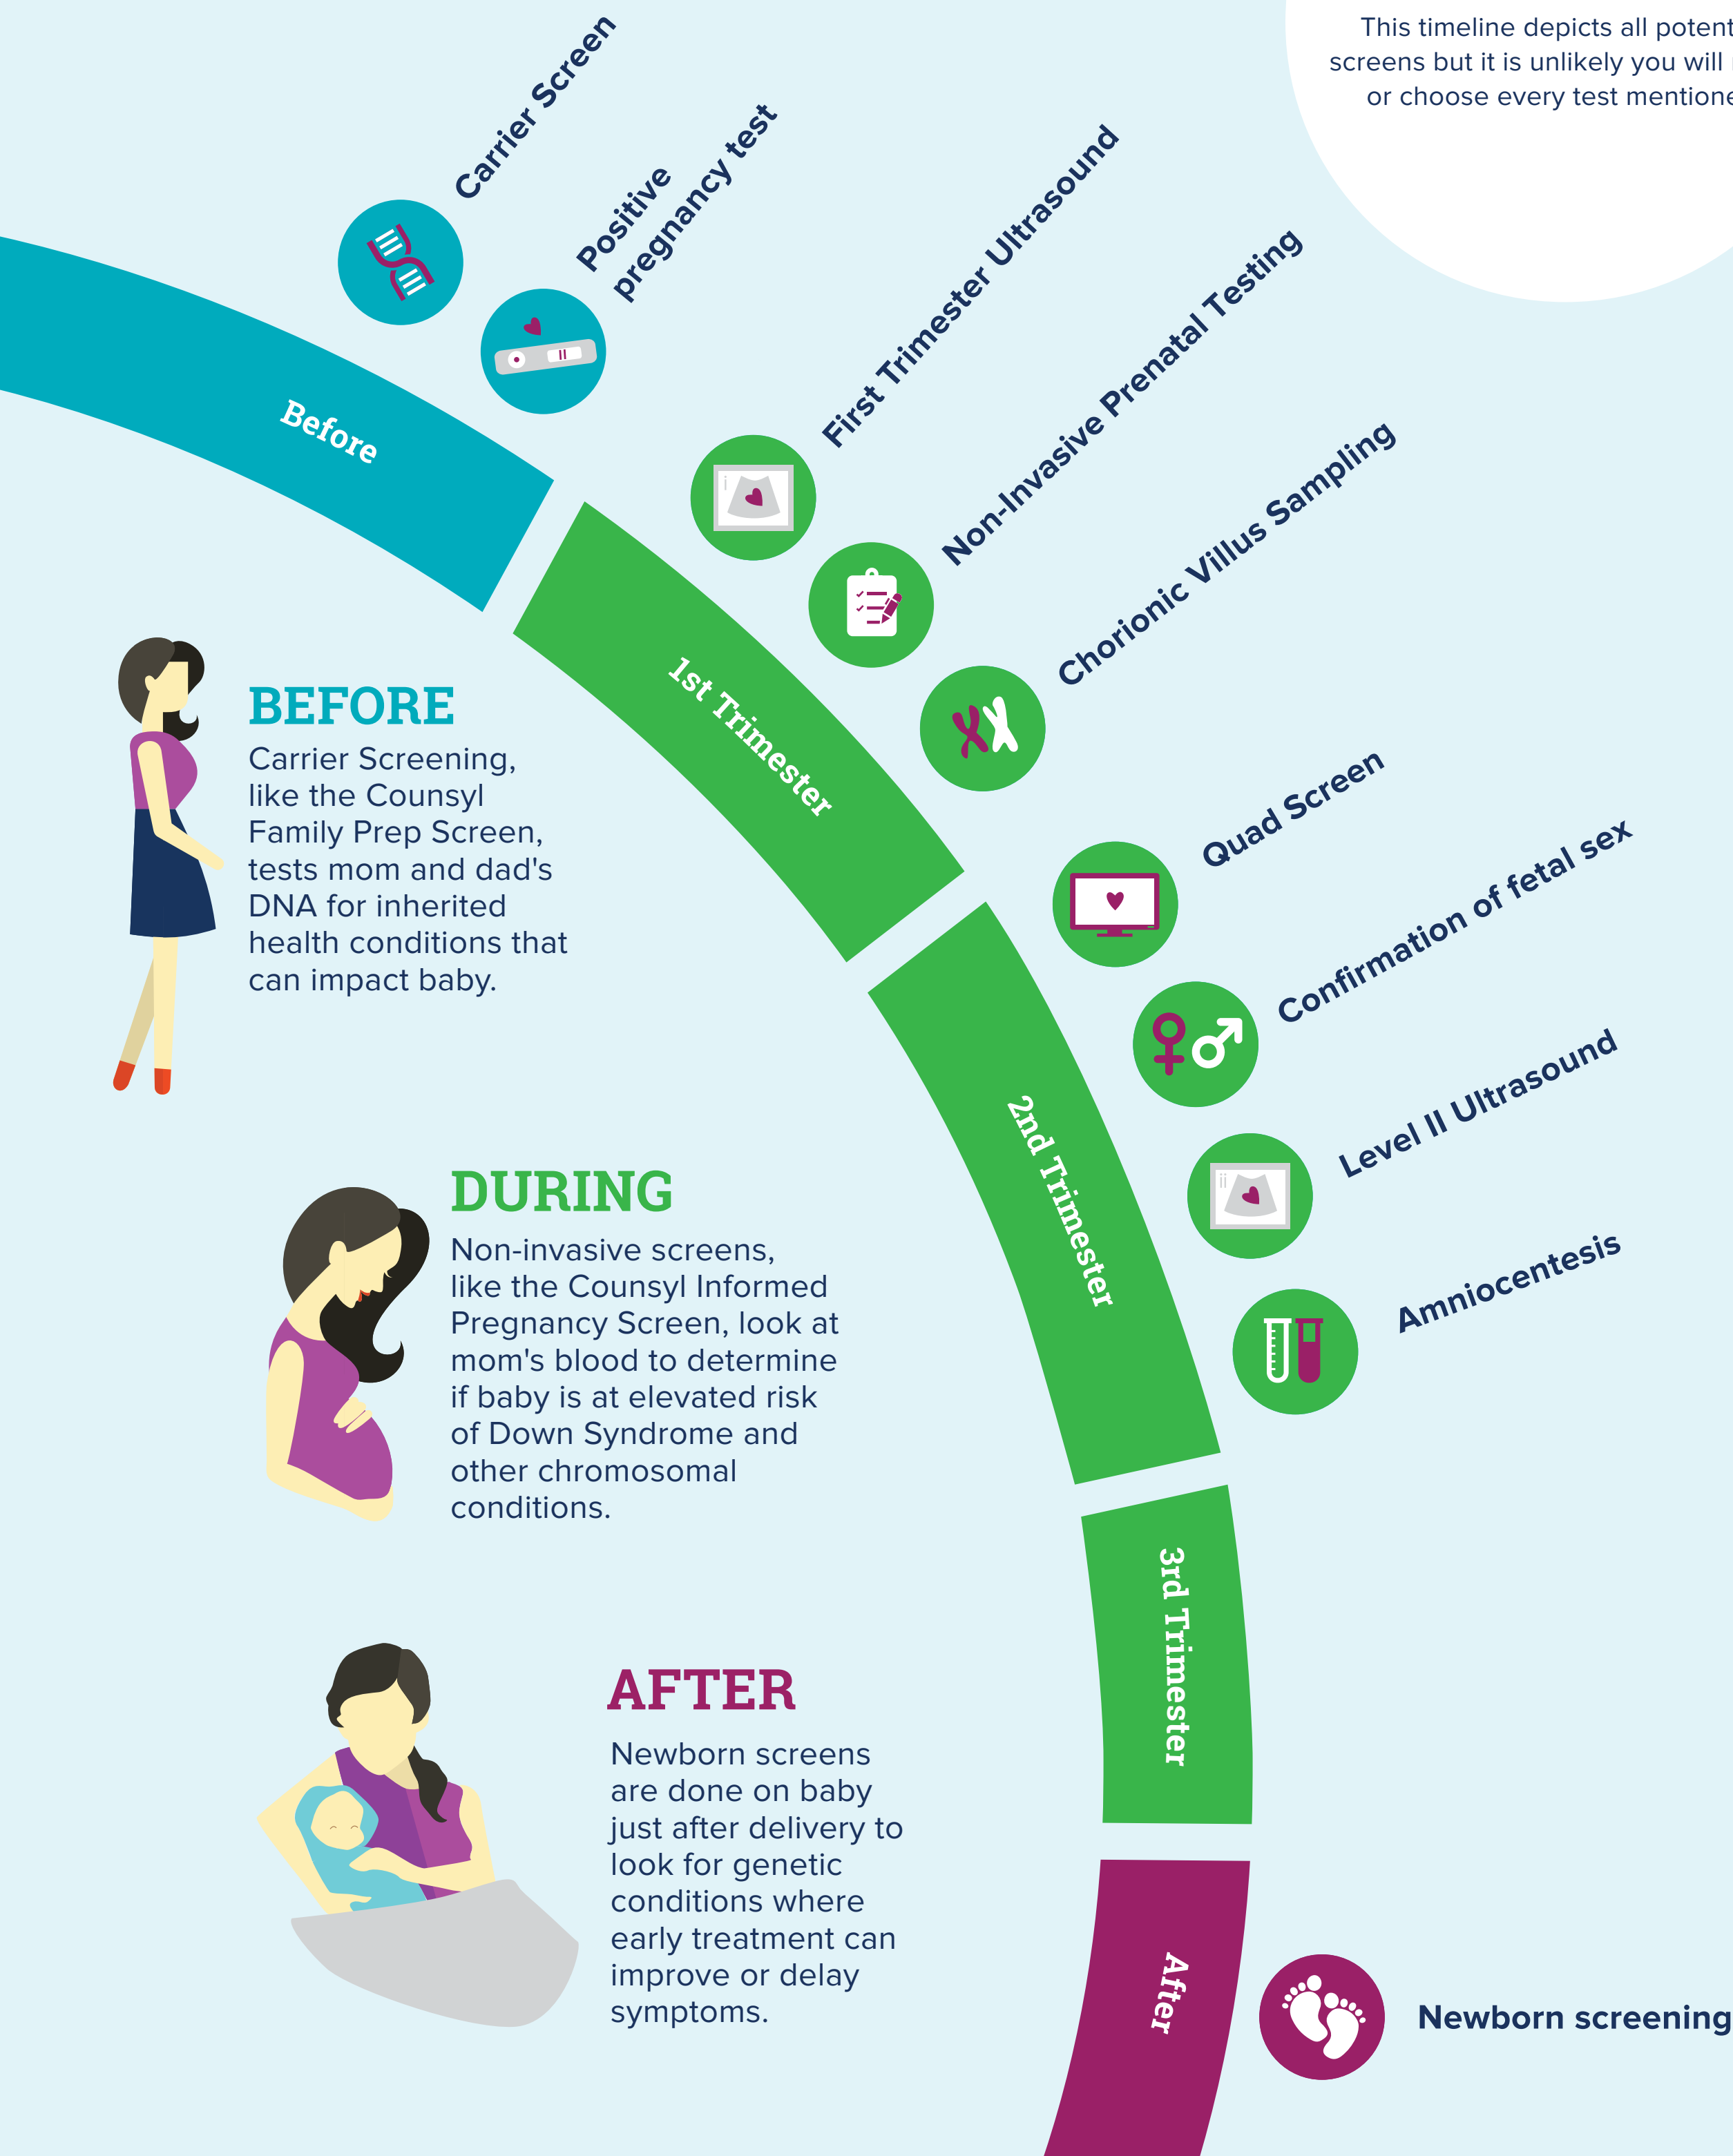 This timeline depicts all potent
screens but it is unlikely you will
or choose every test mentione
Carrier Screen
Positive
pregnancy test
First Trimester Ultrasound
Non-Invasive Prenatal Testing
Chorionic Villus Sampling
Quad Screen
Confirmation of fetal sex
Level II Ultrasound
Amniocentesis
Newborn screening
Before
1st Trimester
2nd Trimester
3rd Trimester
After
i
ii
BEFORE
Carrier Screening,
like the Counsyl
Family Prep Screen,
tests mom and dad's
DNA for inherited
health conditions that
can impact baby.
DURING
Non-invasive screens,
like the Counsyl Informed
Pregnancy Screen, look at
mom's blood to determine
if baby is at elevated risk
of Down Syndrome and
other chromosomal
conditions.
AFTER
Newborn screens
are done on baby
just after delivery to
look for genetic
conditions where
early treatment can
improve or delay
symptoms.